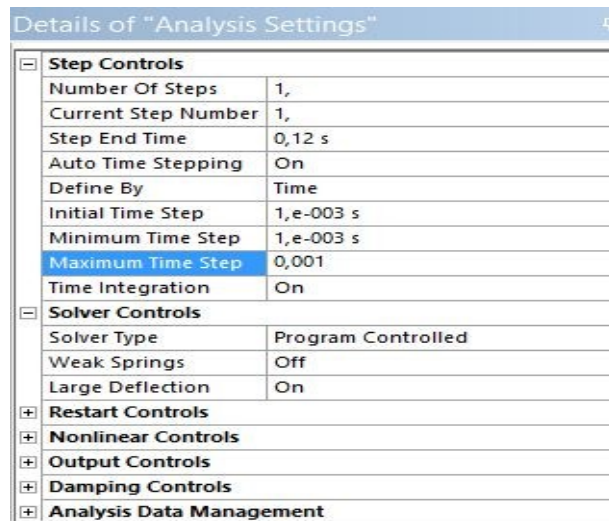 Details of "Analysis Settings"
Step Controls
Number Of Steps 1,
Current Step Number 1,
Step End Time 0,12 s
Auto Time Stepping On
Define By Time
Initial Time Step 1,e-003 s
Minimum Time Step 1,e-003 s
Maximum Time Step 0,001
Time Integration On
Solver Controls
Solver Type Program Controlled
Weak Springs Off
Large Deflection On
Restart Controls
Nonlinear Controls
Output Controls
Damping Controls
Analysis Data Management